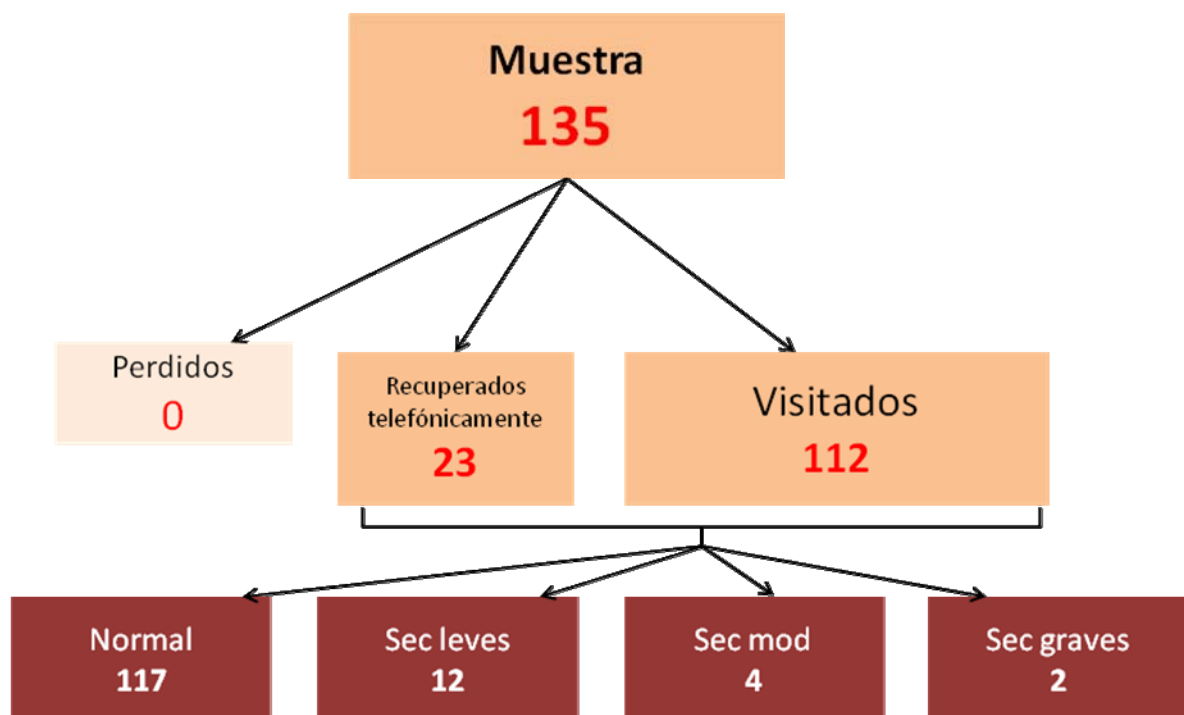 Muestra
135
Perdidos
0
Recuperados
telefónicamente
23
Visitados
112
Normal
117
Sec leves
12
Sec mod
4
Sec graves
2